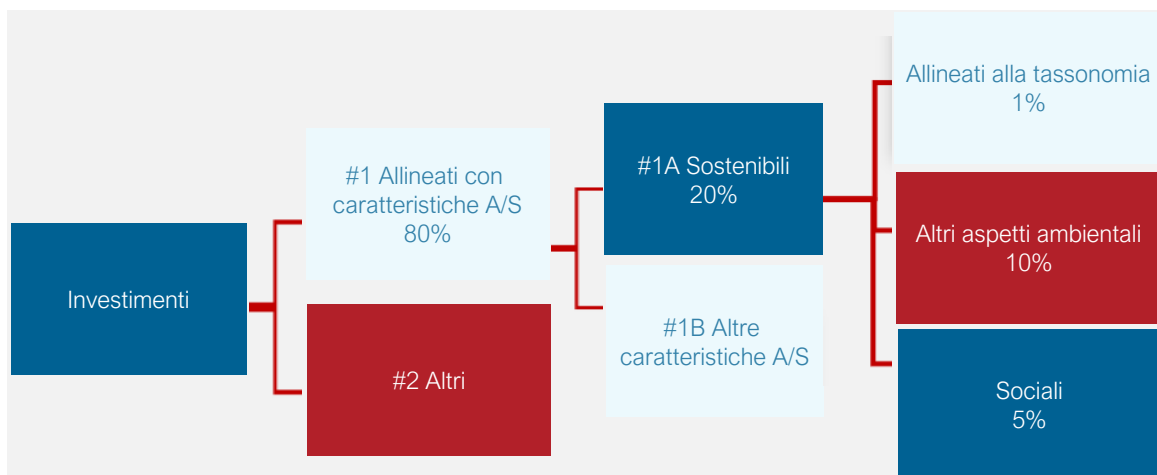 Investimenti
#1 Allineati con
caratteristiche A/S
80%
#2 Altri
#1A Sostenibili
20%
#1B Altre
caratteristiche A/S
Allineati alla tassonomia
1%
Altri aspetti ambientali
10%
Sociali
5%